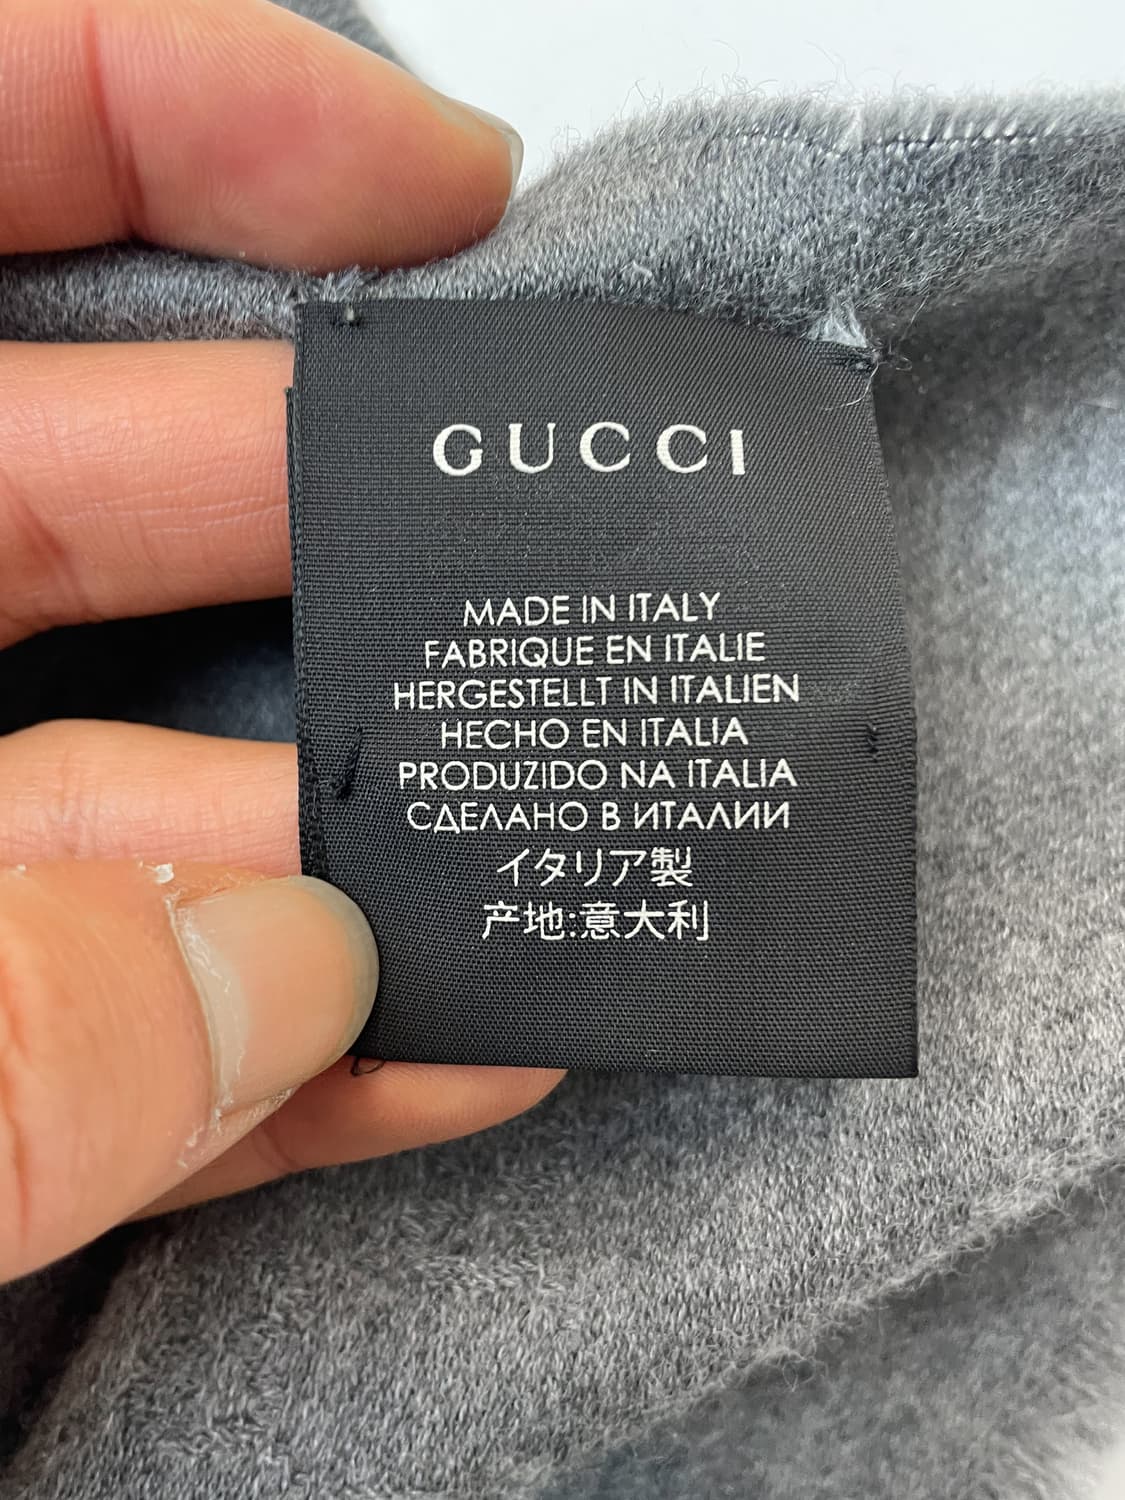 GUCCI
MADE IN ITALY
FABRIQUE EN ITALIE
HERGESTELLT IN ITALIEN
HECHO EN ITALIA
PRODUZIDO NA ITALIA
СДЕЛАНО В ИТАЛИИ
イタリア製
产地:意大利